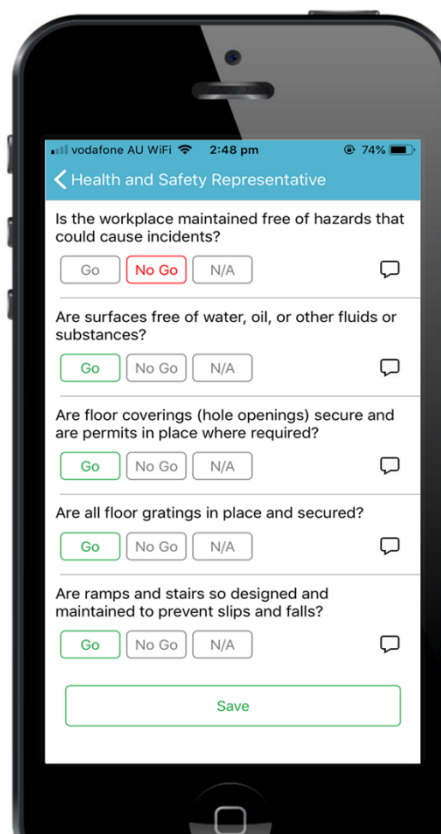 vodafone AU WiFi 2:48 pm 74%
Health and Safety Representative
Is the workplace maintained free of hazards that
could cause incidents?
Go No Go N/A
Are surfaces free of water, oil, or other fluids or
substances?
Go No Go N/A
Are floor coverings (hole openings) secure and
are permits in place where required?
Go No Go N/A
Are all floor gratings in place and secured?
Go No Go N/A
Are ramps and stairs so designed and
maintained to prevent slips and falls?
Go No Go N/A
Save